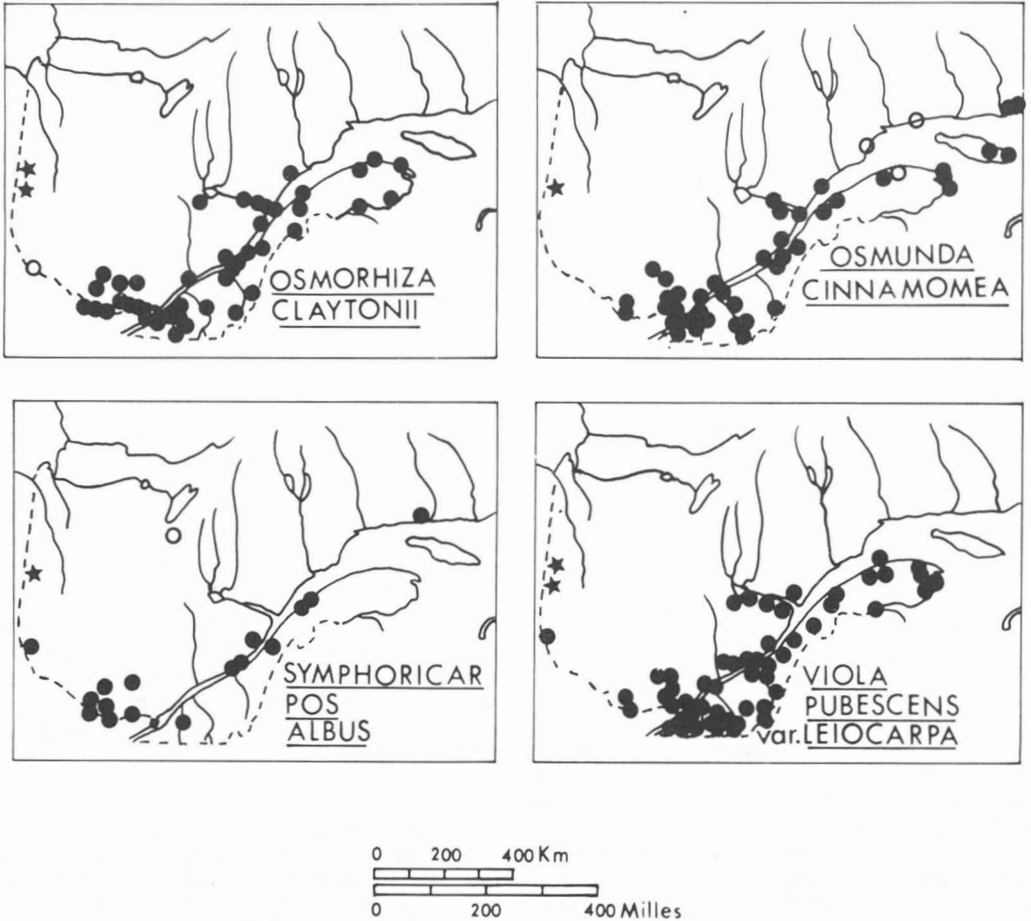 OSMORHIZA
CLAYTONII
OSMUNDA
CINNAMOMEA
SYMPHORICAR
POS
ALBUS
VIOLA
PUBESCENS
var. LEIOCARPA
0 200 400 Km
0 200 400 Milles